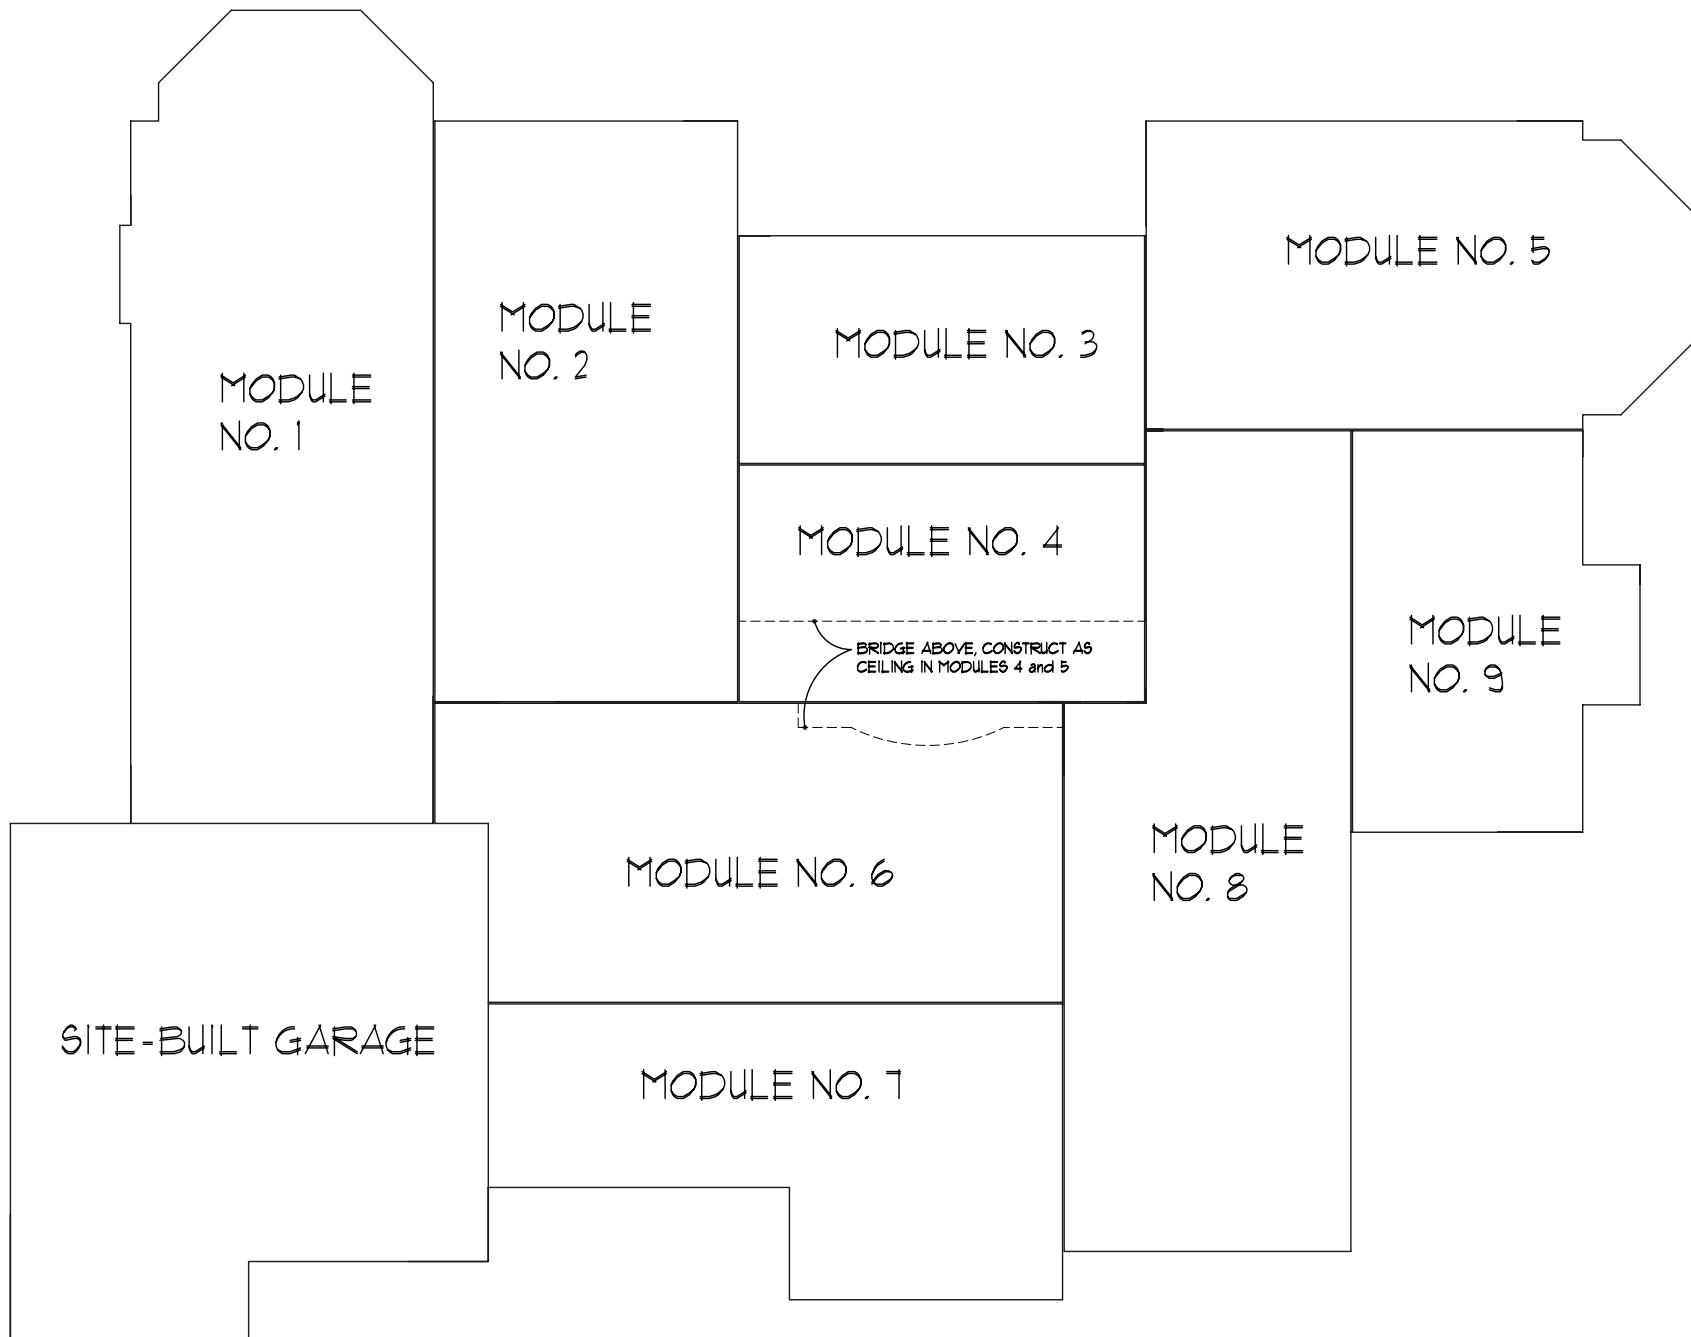 MODULE
NO. 1
MODULE
NO. 2
MODULE NO. 3
MODULE NO. 4
BRIDGE ABOVE, CONSTRUCT AS
CEILING IN MODULES 4 and 5
MODULE NO. 5
MODULE NO. 6
MODULE NO. 7
MODULE
NO. 8
MODULE
NO. 9
SITE-BUILT GARAGE